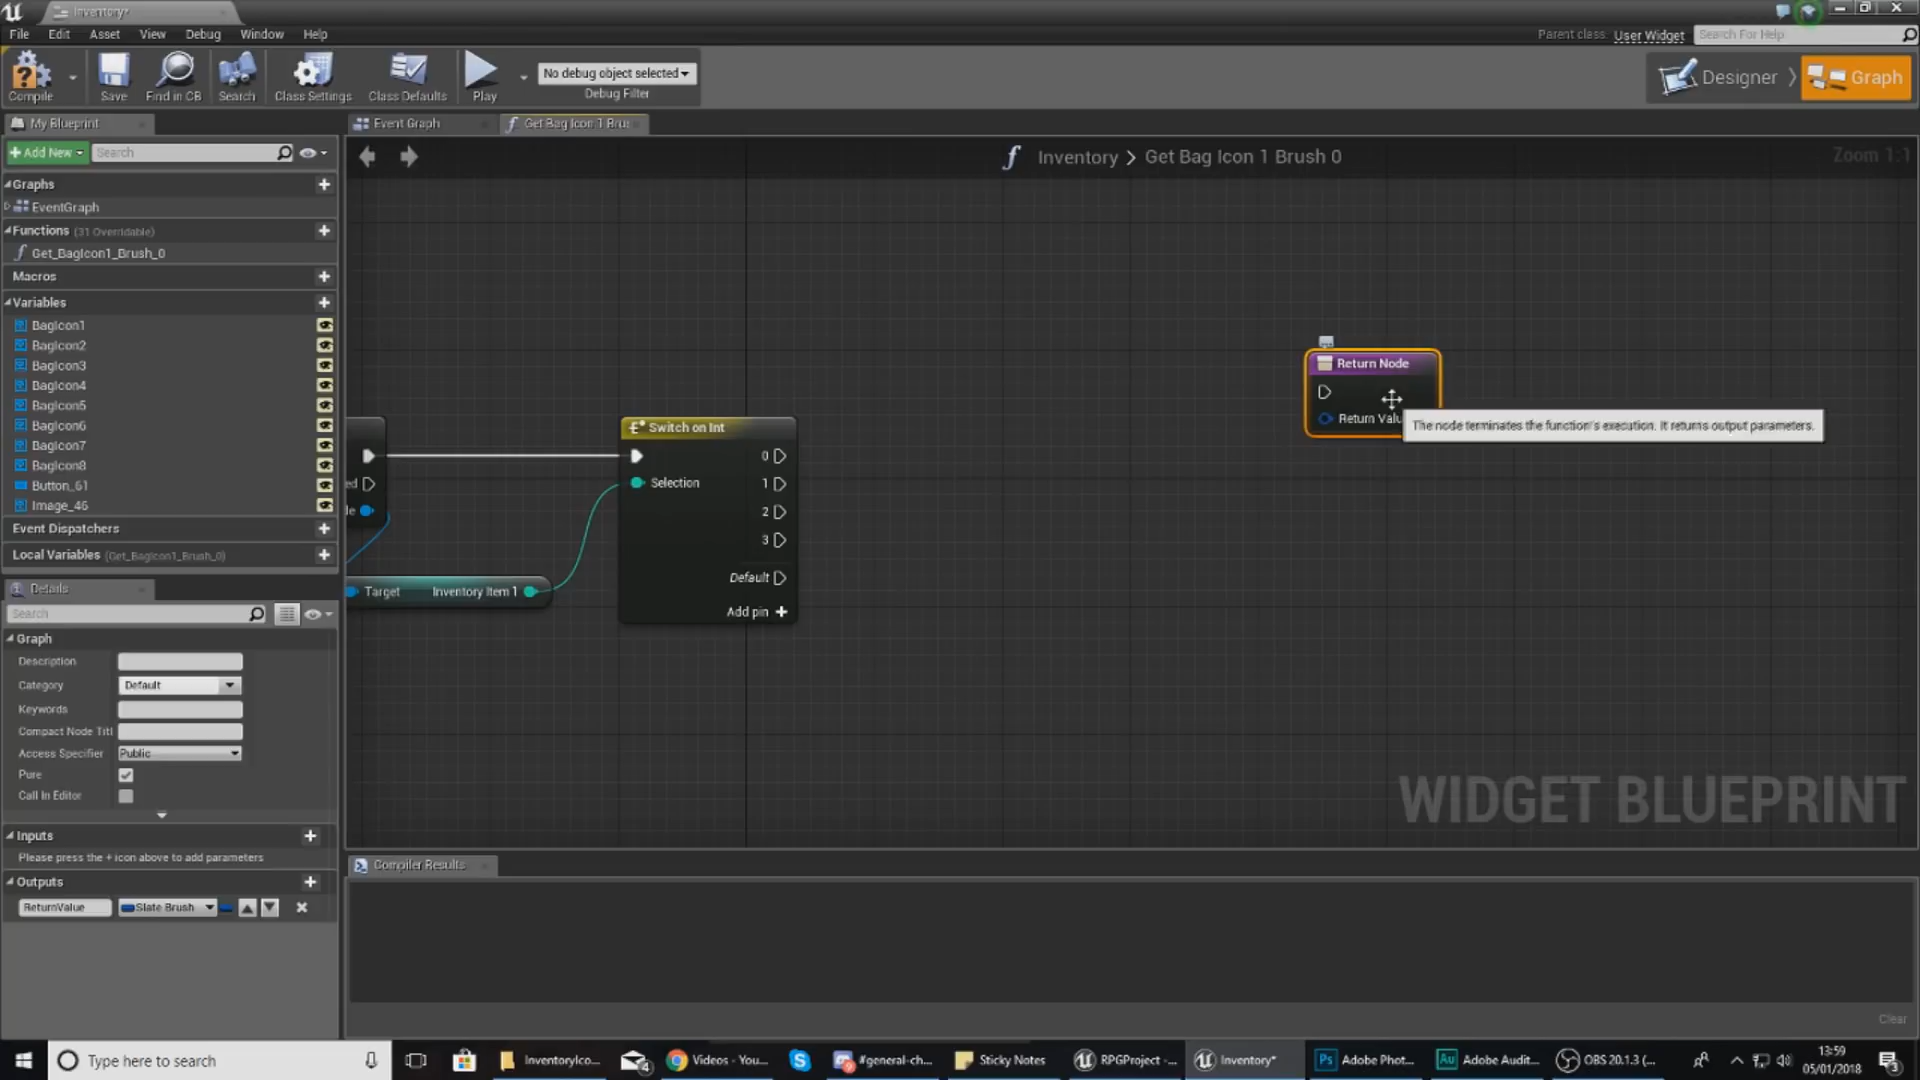 Inventory*
File Edit Asset View Debug Window Help
Parent class: User Widget Search For Help
Compile Save Find in CB Search Class Settings Class Defaults Play
No debug object selected
Debug Filter
Designer Graph
My Blueprint
Event Graph Get Bag Icon 1 Brus
Add New Search
Inventory > Get Bag Icon 1 Brush 0
Zoom 1:1
Graphs
EventGraph
Functions (31 Overridable)
Get_BagIcon1_Brush_0
Macros
Variables
BagIcon1
BagIcon2
BagIcon3
BagIcon4
BagIcon5
BagIcon6
BagIcon7
BagIcon8
Button_61
Image_46
Event Dispatchers
Local Variables (Get_BagIcon1_Brush_0)
Details
Search
Graph
Description
Category Default
Keywords
Compact Node Titl
Access Specifier Public
Pure
Call In Editor
Inputs
Please press the + icon above to add parameters
Outputs
ReturnValue Slate Brush
Switch on Int
0
Selection 1
2
3
Default
Add pin +
Target Inventory Item 1
Return Node
Return Valu
The node terminates the function's execution. It returns output parameters.
WIDGET BLUEPRINT
Compiler Results
Clear
Type here to search
InventoryIco...
4
Videos - You...
#general-ch...
Sticky Notes
RPGProject -...
Inventory*
Adobe Phot...
Adobe Audit...
OBS 20.1.3 (...
13:59
05/01/2018
3